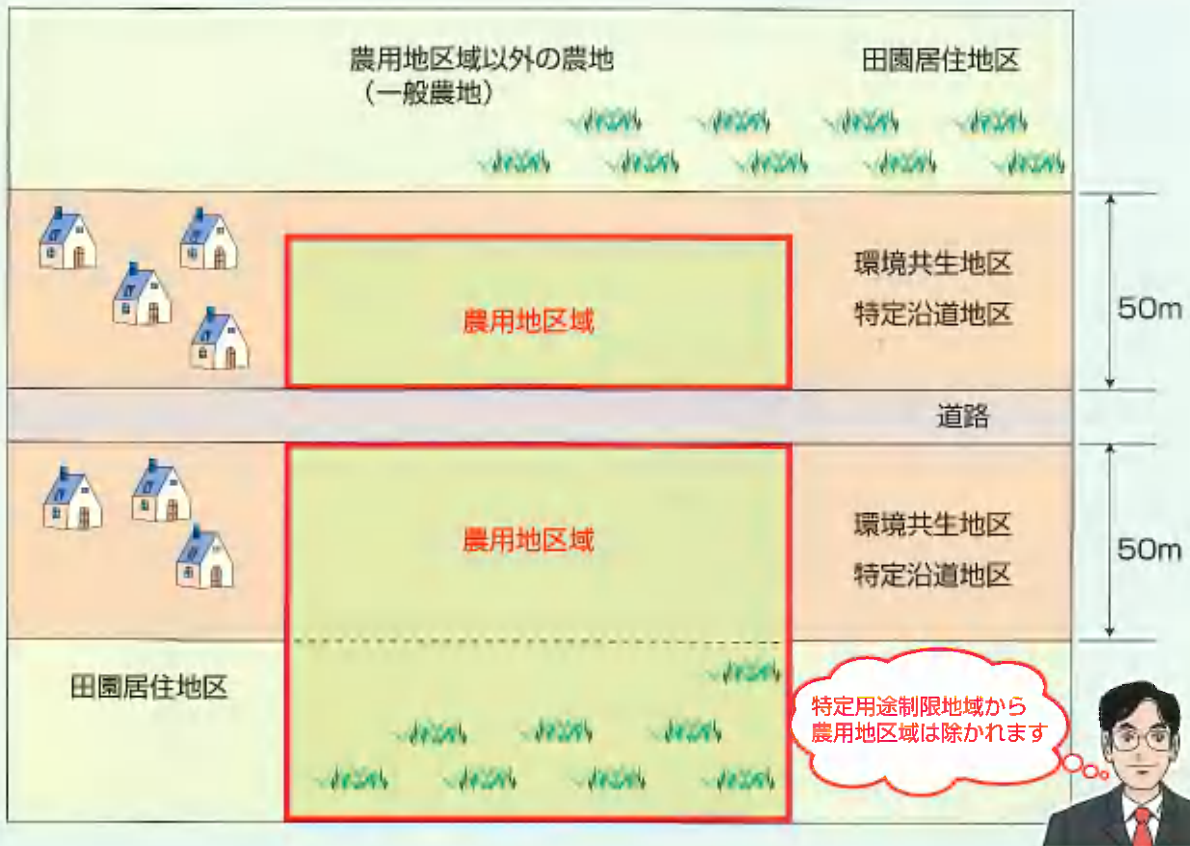 農用地区域以外の農地
（一般農地）
田園居住地区
農用地区域
環境共生地区
特定沿道地区
50m
道路
農用地区域
環境共生地区
特定沿道地区
50m
田園居住地区
特定用途制限地域から
農用地区域は除かれます